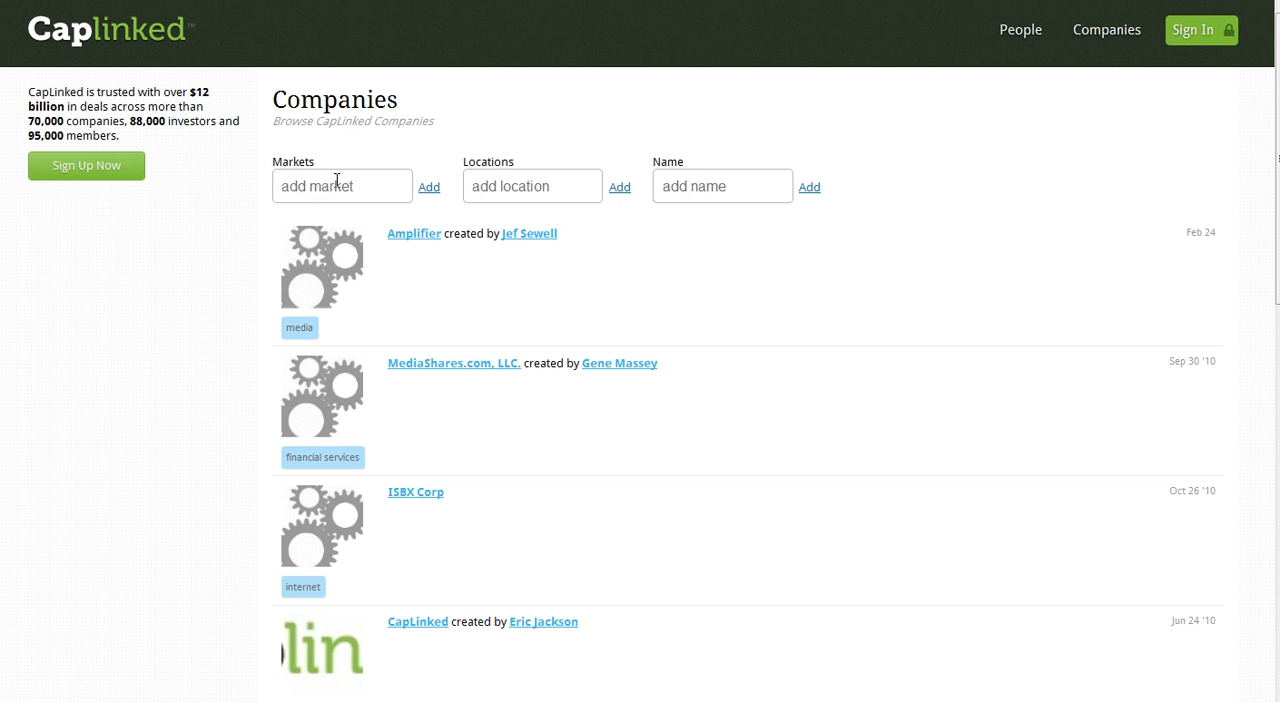 Caplinked™
People
Companies
Sign In
CapLinked is trusted with over $12
billion in deals across more than
70,000 companies, 88,000 investors and
95,000 members.
Sign Up Now
Companies
Browse CapLinked Companies
Markets
Locations
Name
add market
Add
add location
Add
add name
Add
Amplifier created by Jef Sewell
Feb 24
media
MediaShares.com, LLC. created by Gene Massey
Sep 30 '10
financial services
ISBX Corp
Oct 26 '10
internet
CapLinked created by Eric Jackson
Jun 24 '10
lin